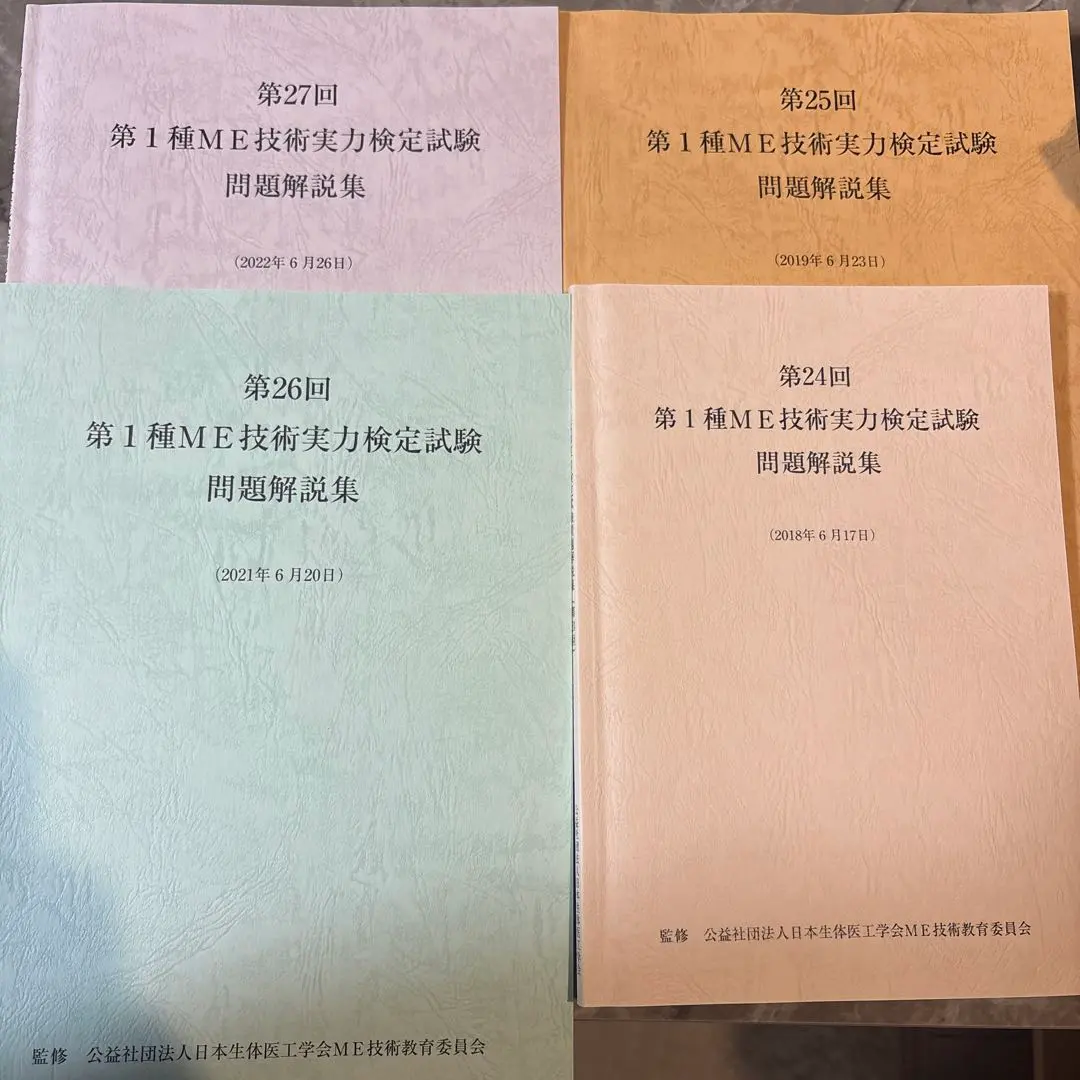 第27回
第１種ＭＥ技術実力検定試験
問題解説集
（2022年６月26日）
第25回
第１種ＭＥ技術実力検定試験
問題解説集
（2019年６月23日）
第26回
第１種ＭＥ技術実力検定試験
問題解説集
（2021年６月20日）
監修　公益社団法人日本生体医工学会ＭＥ技術教育委員会
第24回
第１種ＭＥ技術実力検定試験
問題解説集
（2018年６月17日）
監修　公益社団法人日本生体医工学会ＭＥ技術教育委員会